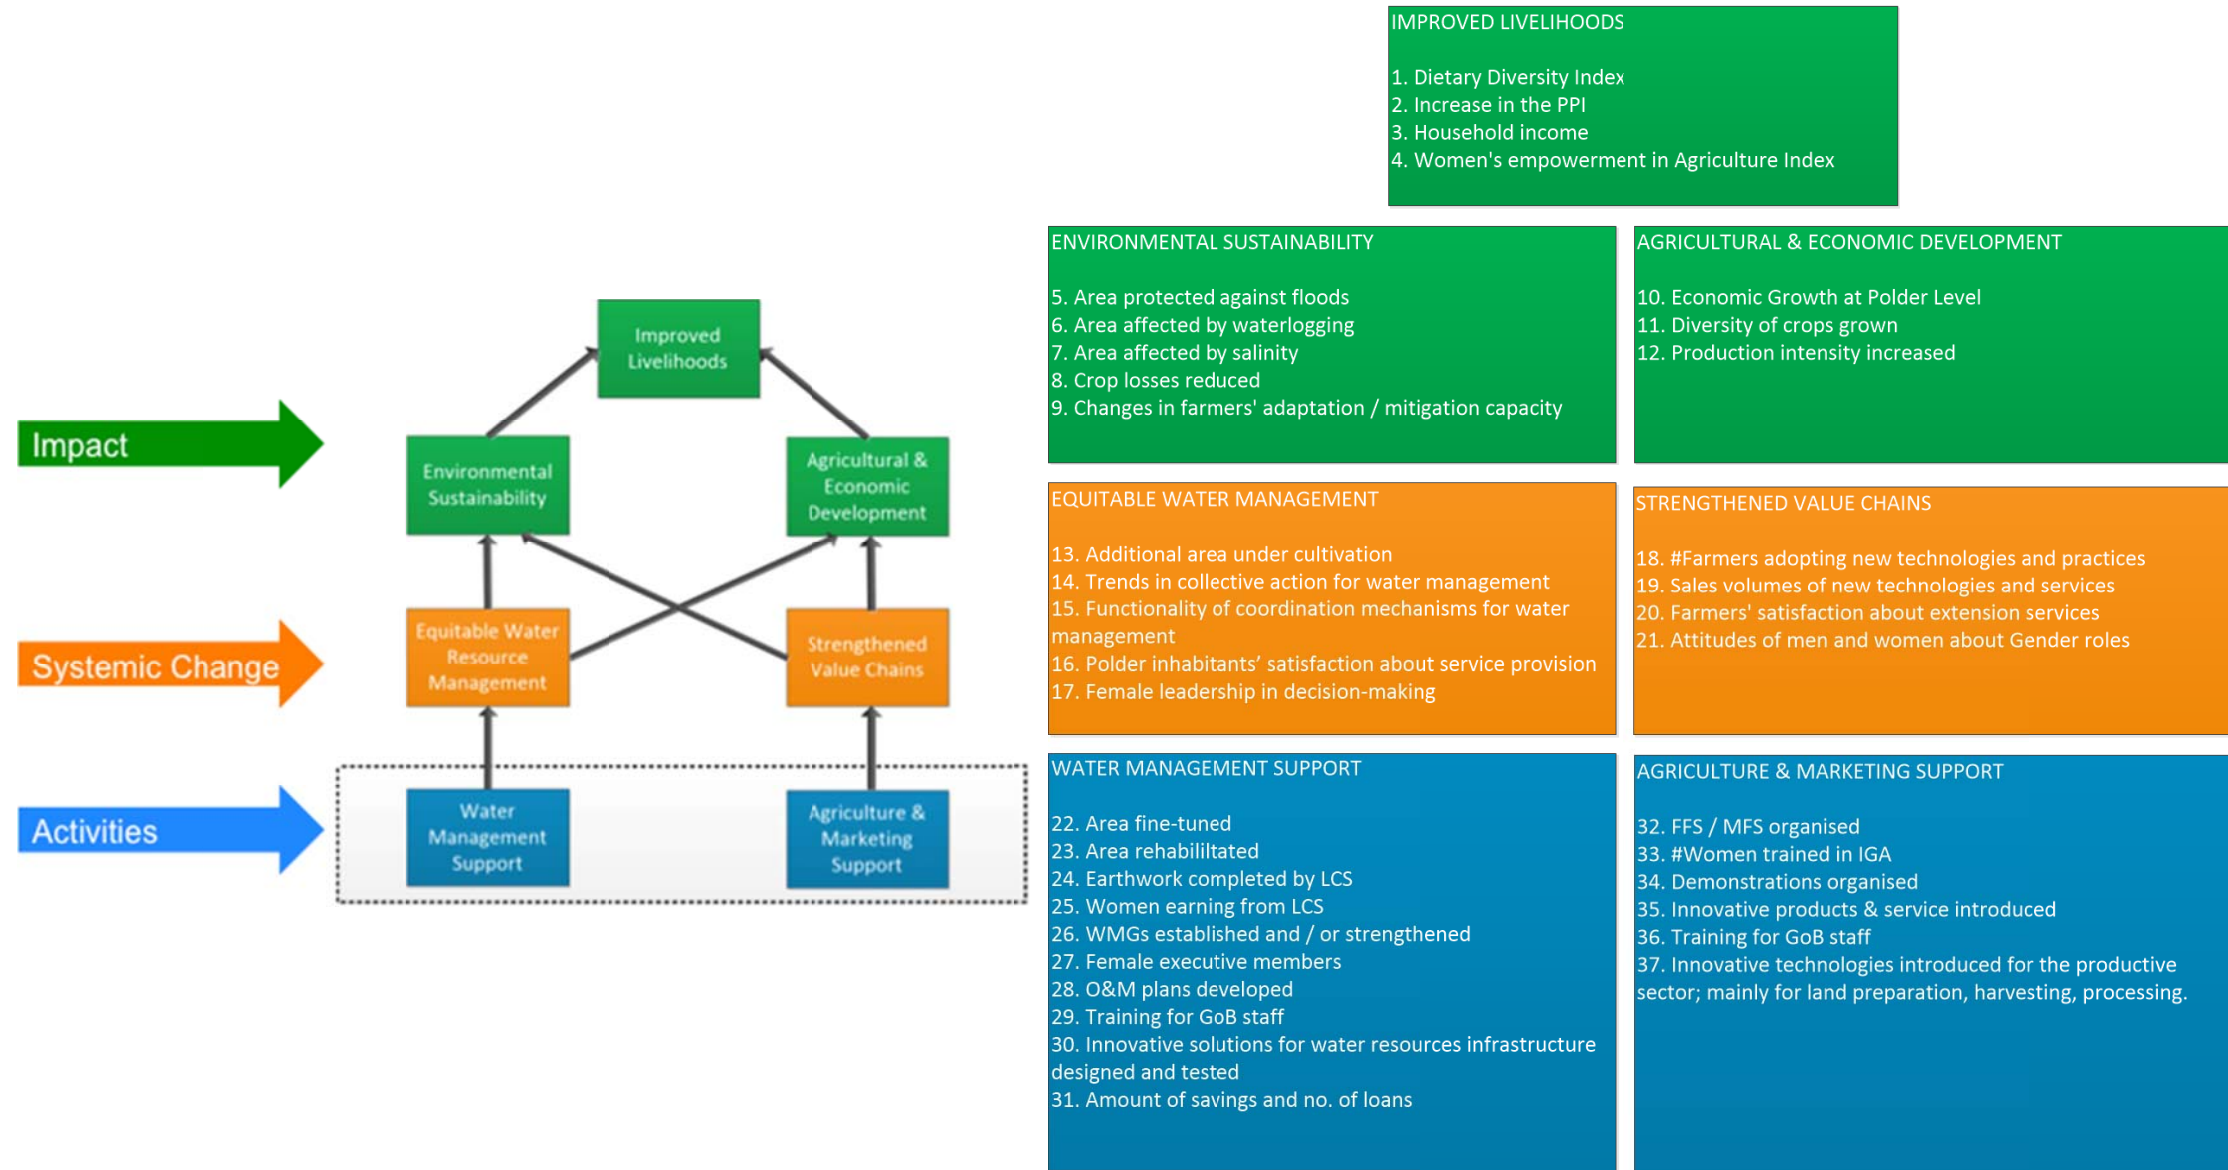 Impact
Systemic Change
Activities
Improved
Livelihoods
Environmental
Sustainability
Agricultural &
Economic
Development
Equitable Water
Resource
Management
Strengthened
Value Chains
Water
Management
Support
Agriculture &
Marketing
Support
IMPROVED LIVELIHOODS
1. Dietary Diversity Index
2. Increase in the PPI
3. Household income
4. Women's empowerment in Agriculture Index
ENVIRONMENTAL SUSTAINABILITY
5. Area protected against floods
6. Area affected by waterlogging
7. Area affected by salinity
8. Crop losses reduced
9. Changes in farmers' adaptation / mitigation capacity
AGRICULTURAL & ECONOMIC DEVELOPMENT
10. Economic Growth at Polder Level
11. Diversity of crops grown
12. Production intensity increased
EQUITABLE WATER MANAGEMENT
13. Additional area under cultivation
14. Trends in collective action for water management
15. Functionality of coordination mechanisms for water
management
16. Polder inhabitants’ satisfaction about service provision
17. Female leadership in decision-making
STRENGTHENED VALUE CHAINS
18. #Farmers adopting new technologies and practices
19. Sales volumes of new technologies and services
20. Farmers' satisfaction about extension services
21. Attitudes of men and women about Gender roles
WATER MANAGEMENT SUPPORT
22. Area fine-tuned
23. Area rehabililtated
24. Earthwork completed by LCS
25. Women earning from LCS
26. WMGs established and / or strengthened
27. Female executive members
28. O&M plans developed
29. Training for GoB staff
30. Innovative solutions for water resources infrastructure
designed and tested
31. Amount of savings and no. of loans
AGRICULTURE & MARKETING SUPPORT
32. FFS / MFS organised
33. #Women trained in IGA
34. Demonstrations organised
35. Innovative products & service introduced
36. Training for GoB staff
37. Innovative technologies introduced for the productive
sector; mainly for land preparation, harvesting, processing.